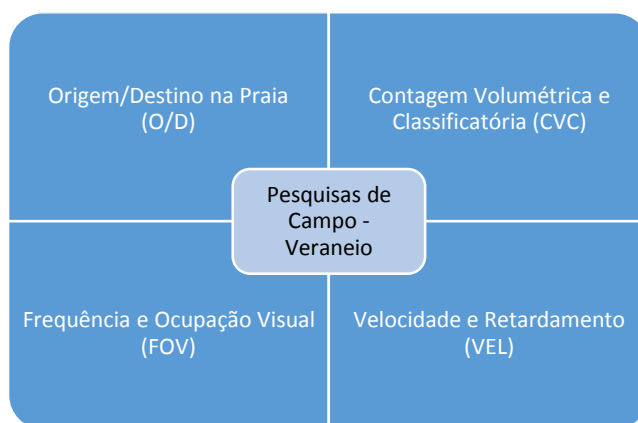 Origem/Destino na Praia
(O/D)
Contagem Volumétrica e
Classificatória (CVC)
Pesquisas de
Campo -
Veraneio
Frequência e Ocupação Visual
(FOV)
Velocidade e Retardamento
(VEL)